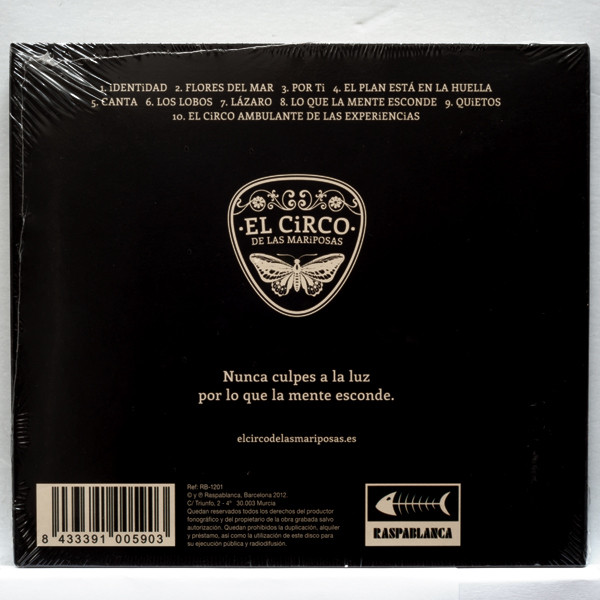 1. iDENTiDAD 2. FLORES DEL MAR 3. POR Ti 4. EL PLAN ESTÁ EN LA HUELLA
5. CANTA 6. LOS LOBOS 7. LÁZARO 8. LO QUE LA MENTE ESCONDE 9. QUiETOS
10. EL CiRCO AMBULANTE DE LAS EXPERiENCiAS
·EL CiRCO·
DE LAS MARiPOSAS
Nunca culpes a la luz
por lo que la mente esconde.
elcircodelasmariposas.es
Ref: RB-1201
© y ℗ Raspablanca, Barcelona 2012.
C/ Triunfo, 2 - 4º 30.003 Murcia
Quedan reservados todos los derechos del productor
fonográfico y del propietario de la obra grabada salvo
autorización. Quedan prohibidos la duplicación, alquiler
y préstamo, así como la utilización de este disco para
su ejecución pública y radiodifusión.
8 433391 005903
RASPABLANCA